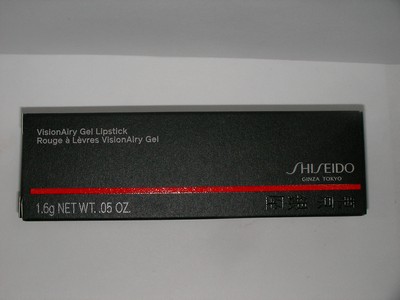 VisionAiry Gel Lipstick
Rouge à Lèvres VisionAiry Gel
SHISEIDO
GINZA TOKYO
1.6g NET WT. .05 OZ.